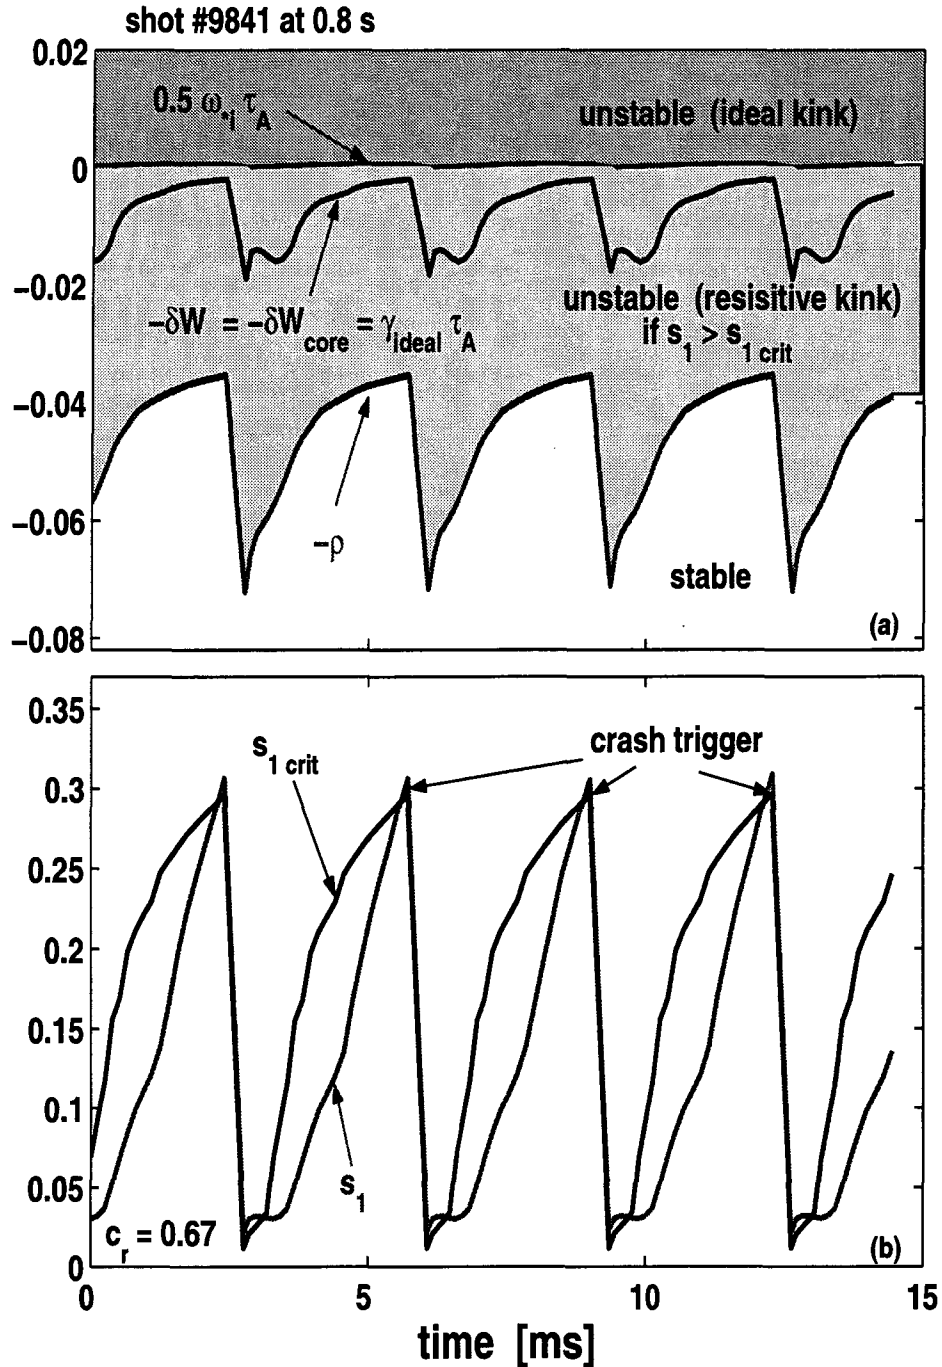 shot #9841 at 0.8 s
0.02
0.5 ω*i τA
unstable (ideal kink)
0
−0.02
unstable (resisitive kink)
if s1 > s1 crit
−δW = −δWcore = γideal τA
−0.04
−0.06
−ρ
stable
−0.08
(a)
0.35
s1 crit
crash trigger
0.3
0.25
0.2
0.15
0.1
0.05
s1
cr = 0.67
(b)
0
0
5
10
15
time [ms]